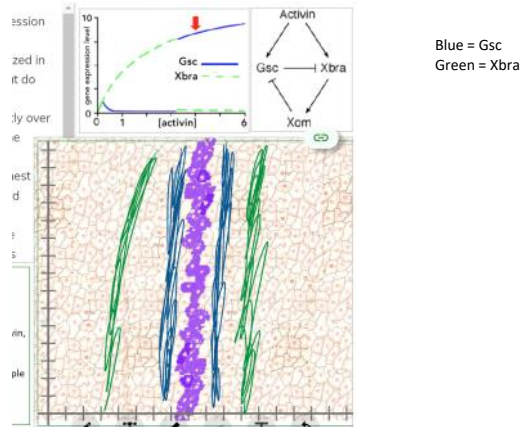 ession
zed in
t do
ly over
est
d
s
vin,
ple
gene expression level
10
0
0
1
[activin]
6
Gsc
Xbra
Activin
Gsc
Xbra
Xom
Blue = Gsc
Green = Xbra